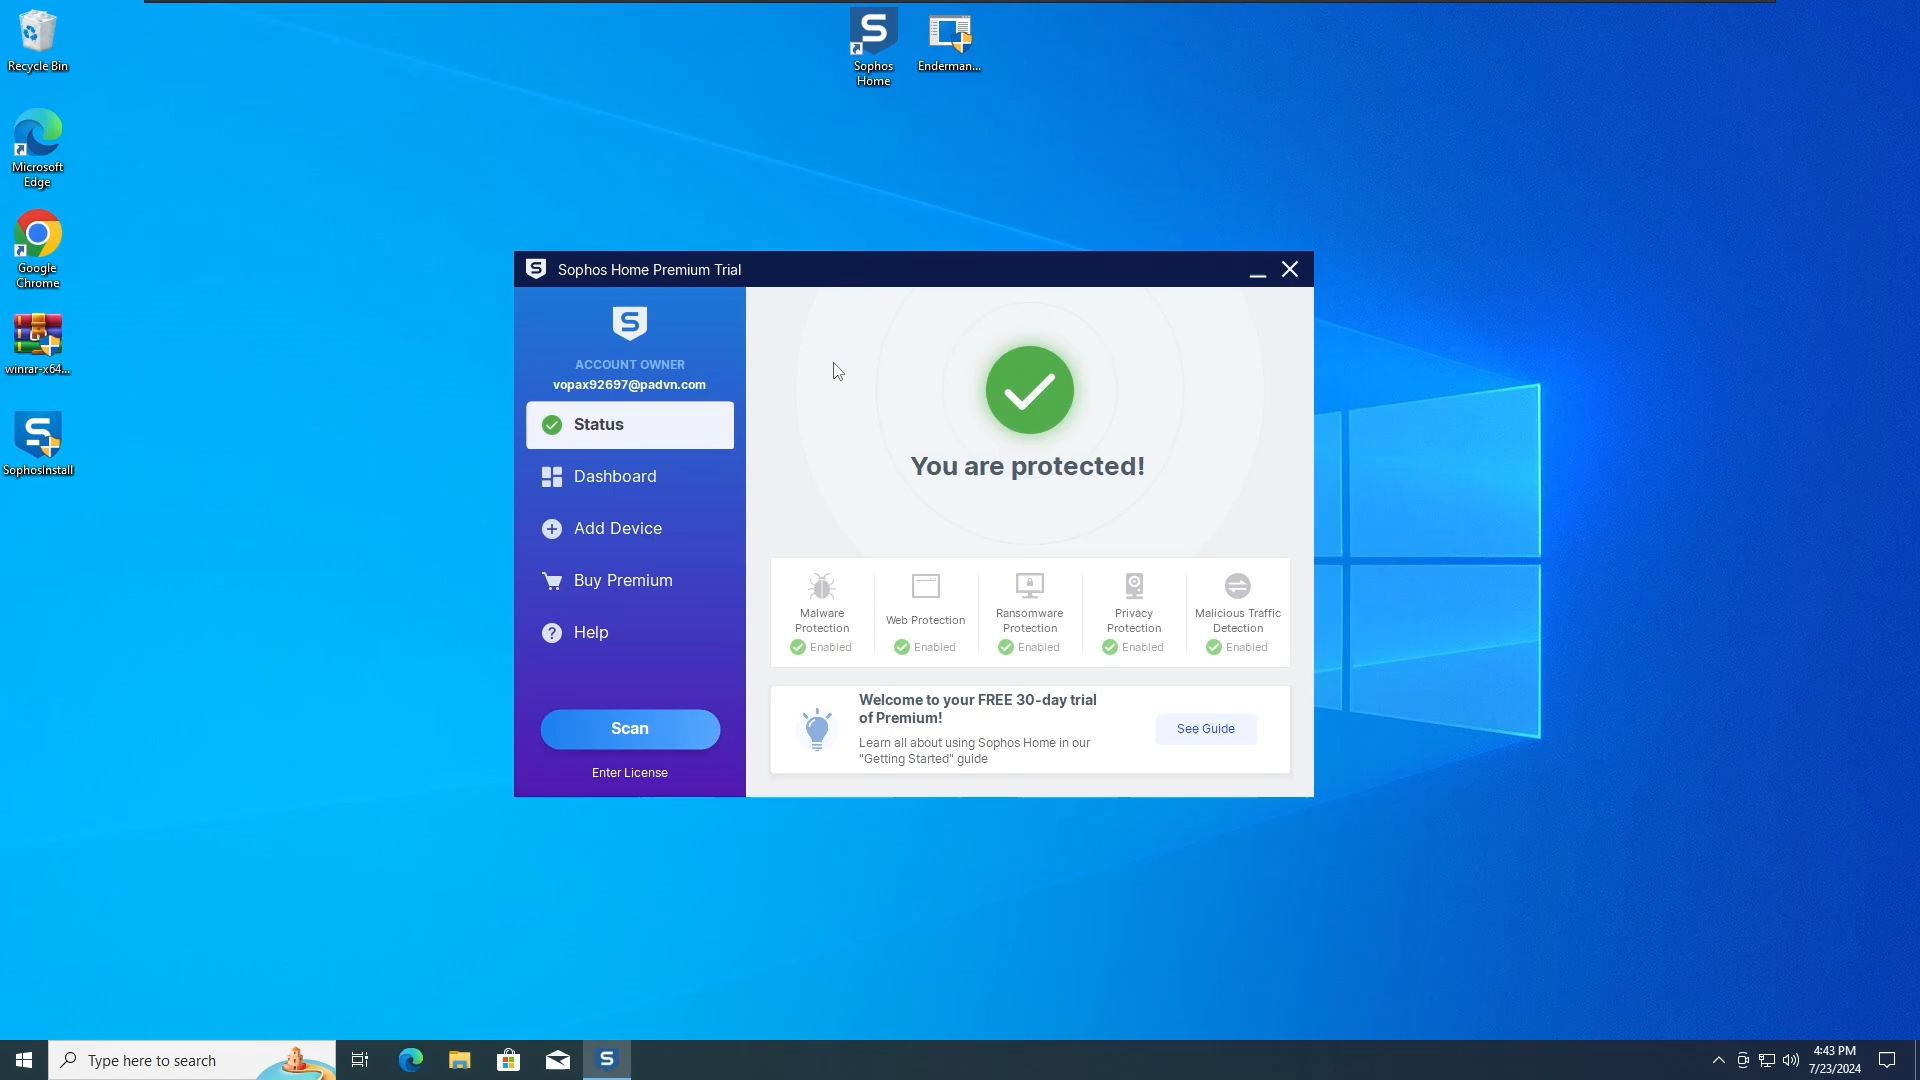 Recycle Bin
Microsoft
Edge
Google
Chrome
winrar-x64...
SophosInstall
Sophos
Home
Enderman...
Sophos Home Premium Trial
ACCOUNT OWNER
vopax92697@padvn.com
Status
Dashboard
Add Device
Buy Premium
Help
Scan
Enter License
You are protected!
Malware
Protection
Enabled
Web Protection
Enabled
Ransomware
Protection
Enabled
Privacy
Protection
Enabled
Malicious Traffic
Detection
Enabled
Welcome to your FREE 30-day trial
of Premium!
Learn all about using Sophos Home in our
"Getting Started" guide
See Guide
Type here to search
4:43 PM
7/23/2024